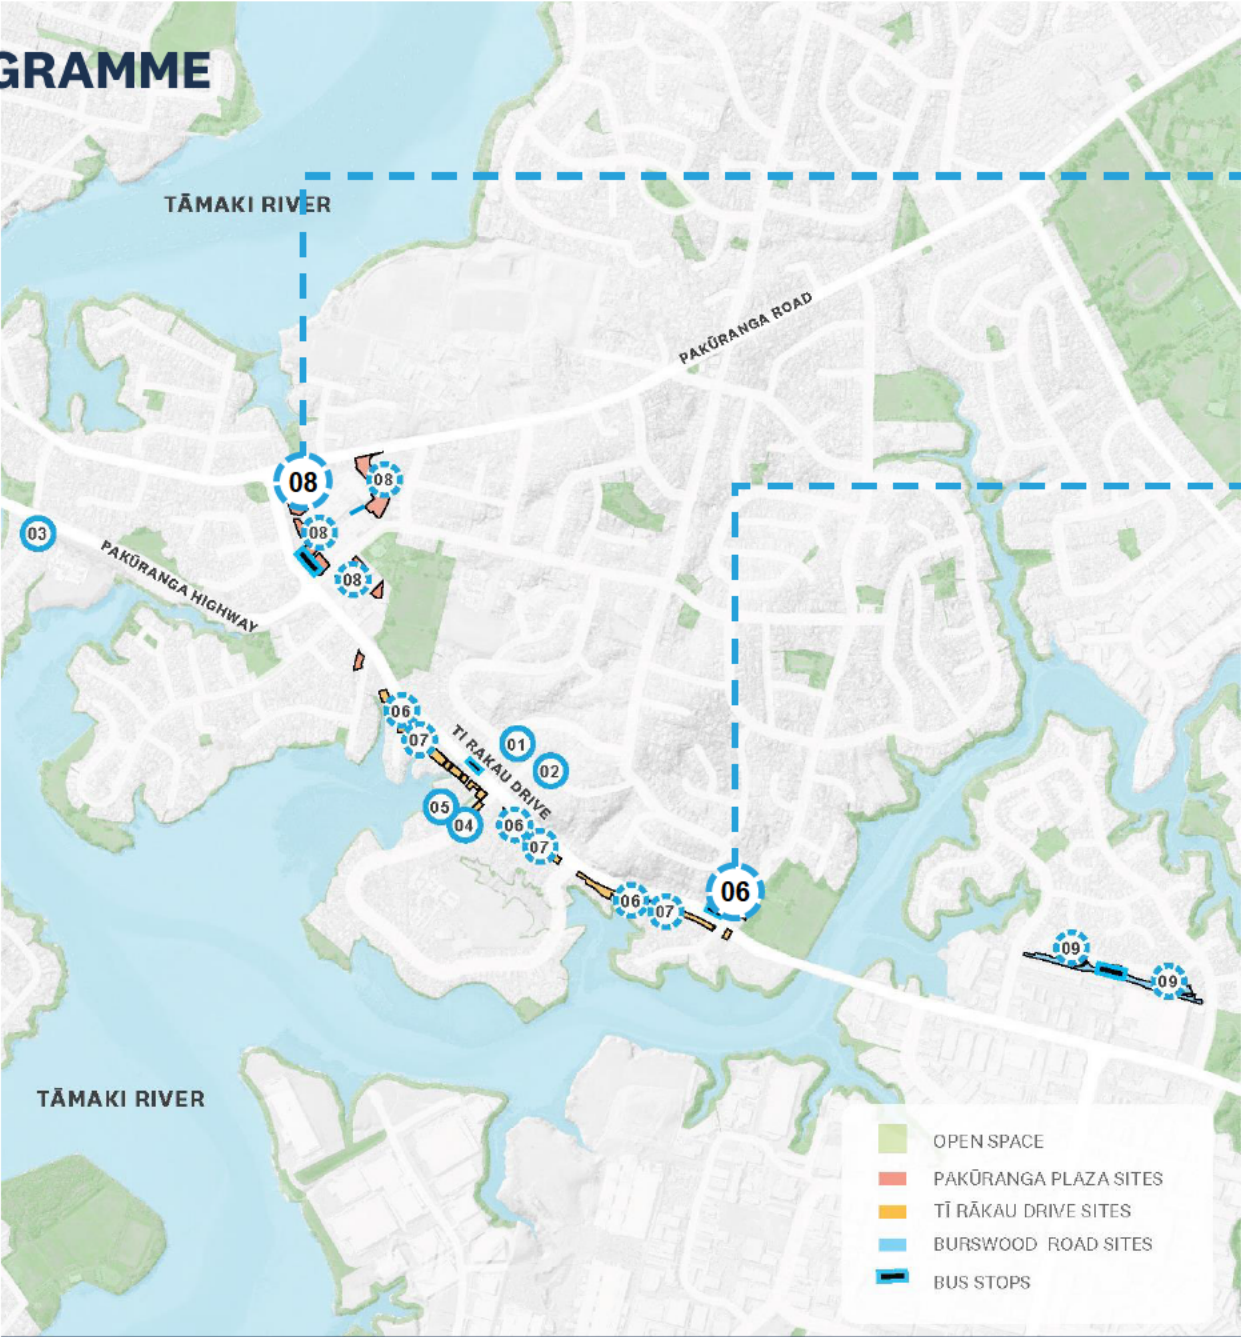 GRAMME
TĀMAKI RIVER
PAKŪRANGA ROAD
08
08
08
03
PAKŪRANGA HIGHWAY
08
06
07
TI RAKAU DRIVE
01
02
05
04
06
07
06
07
06
09
09
TĀMAKI RIVER
OPEN SPACE
PAKŪRANGA PLAZA SITES
TĪ RĀKAU DRIVE SITES
BURSWOOD ROAD SITES
BUS STOPS